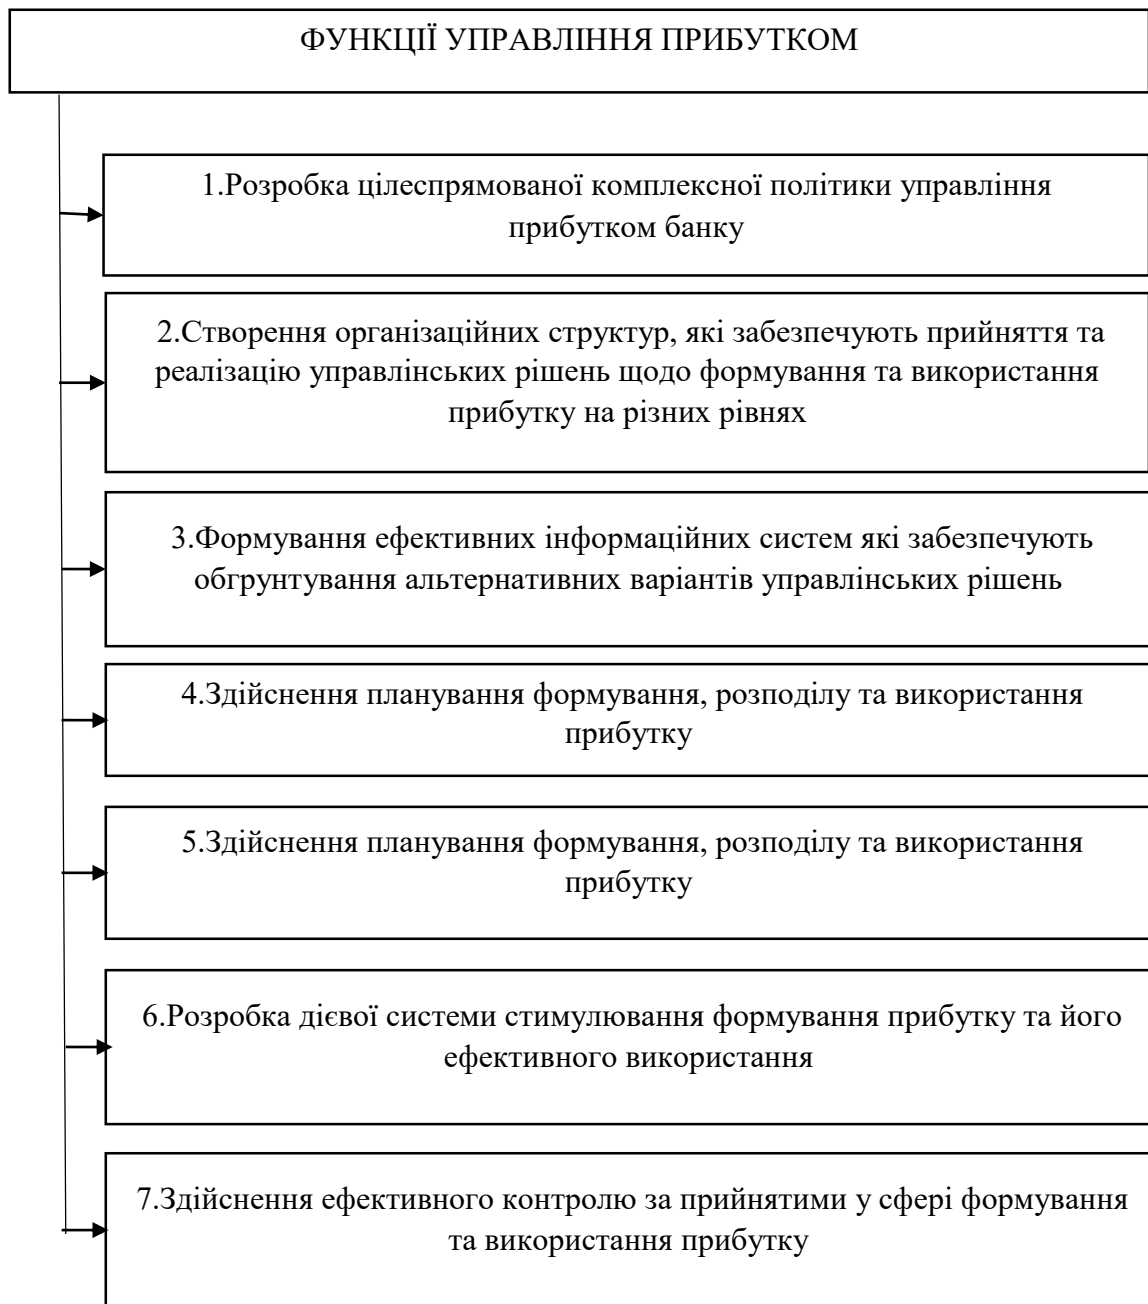 ФУНКЦІЇ УПРАВЛІННЯ ПРИБУТКОМ
1.Розробка цілеспрямованої комплексної політики управління
прибутком банку
2.Створення організаційних структур, які забезпечують прийняття та
реалізацію управлінських рішень щодо формування та використання
прибутку на різних рівнях
3.Формування ефективних інформаційних систем які забезпечують
обгрунтування альтернативних варіантів управлінських рішень
4.Здійснення планування формування, розподілу та використання
прибутку
5.Здійснення планування формування, розподілу та використання
прибутку
6.Розробка дієвої системи стимулювання формування прибутку та його
ефективного використання
7.Здійснення ефективного контролю за прийнятими у сфері формування
та використання прибутку